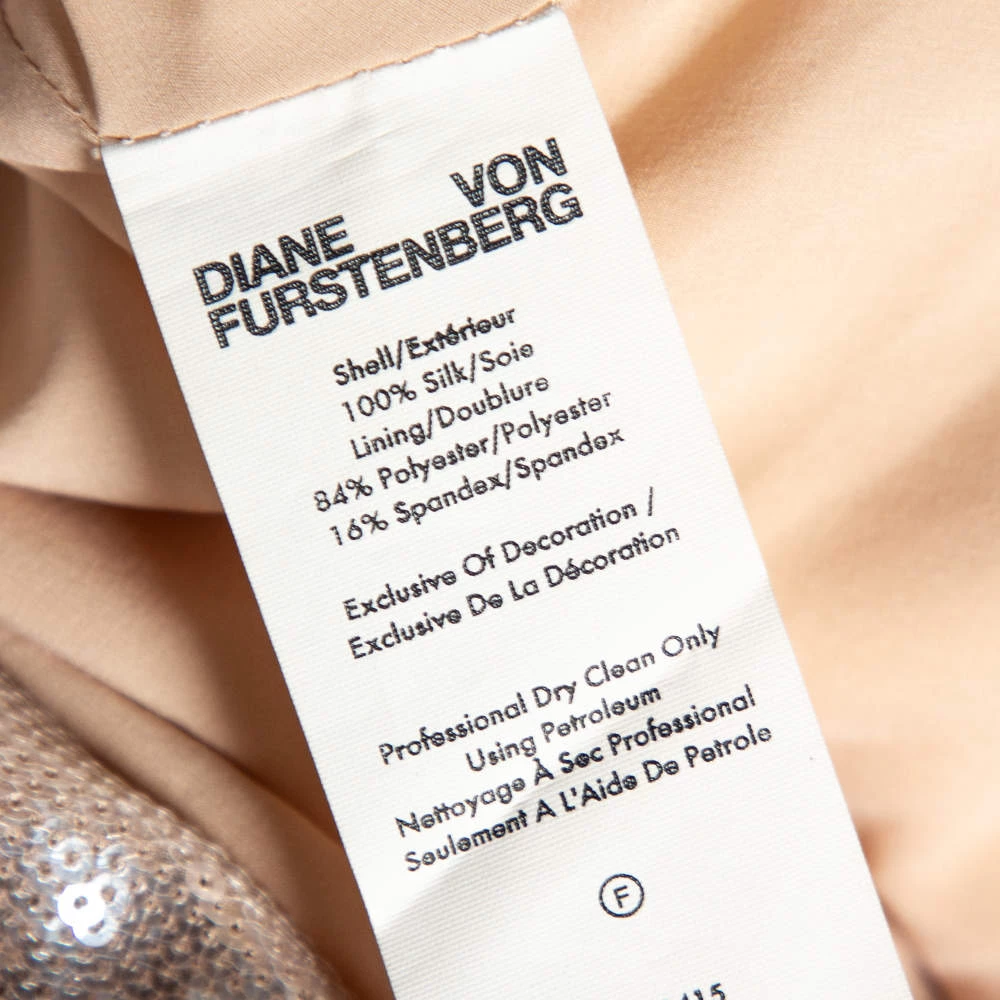 DIANE VON
FURSTENBERG
Shell/Extérieur
100% Silk/Soie
Lining/Doublure
84% Polyester/Polyester
16% Spandex/Spandex
Exclusive Of Decoration /
Exclusive De La Décoration
Professional Dry Clean Only
Using Petroleum
Nettoyage À Sec Professional
Seulement A L'Aide De Petrole
F